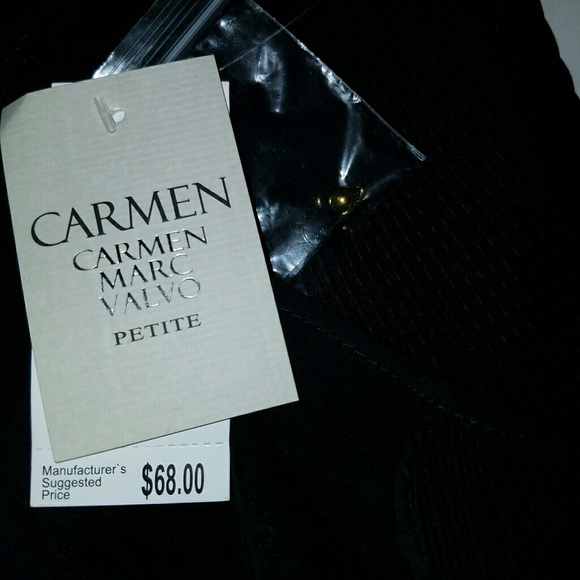 CARMEN
CARMEN
MARC
VALVO
PETITE
Manufacturer`s
Suggested
Price
$68.00